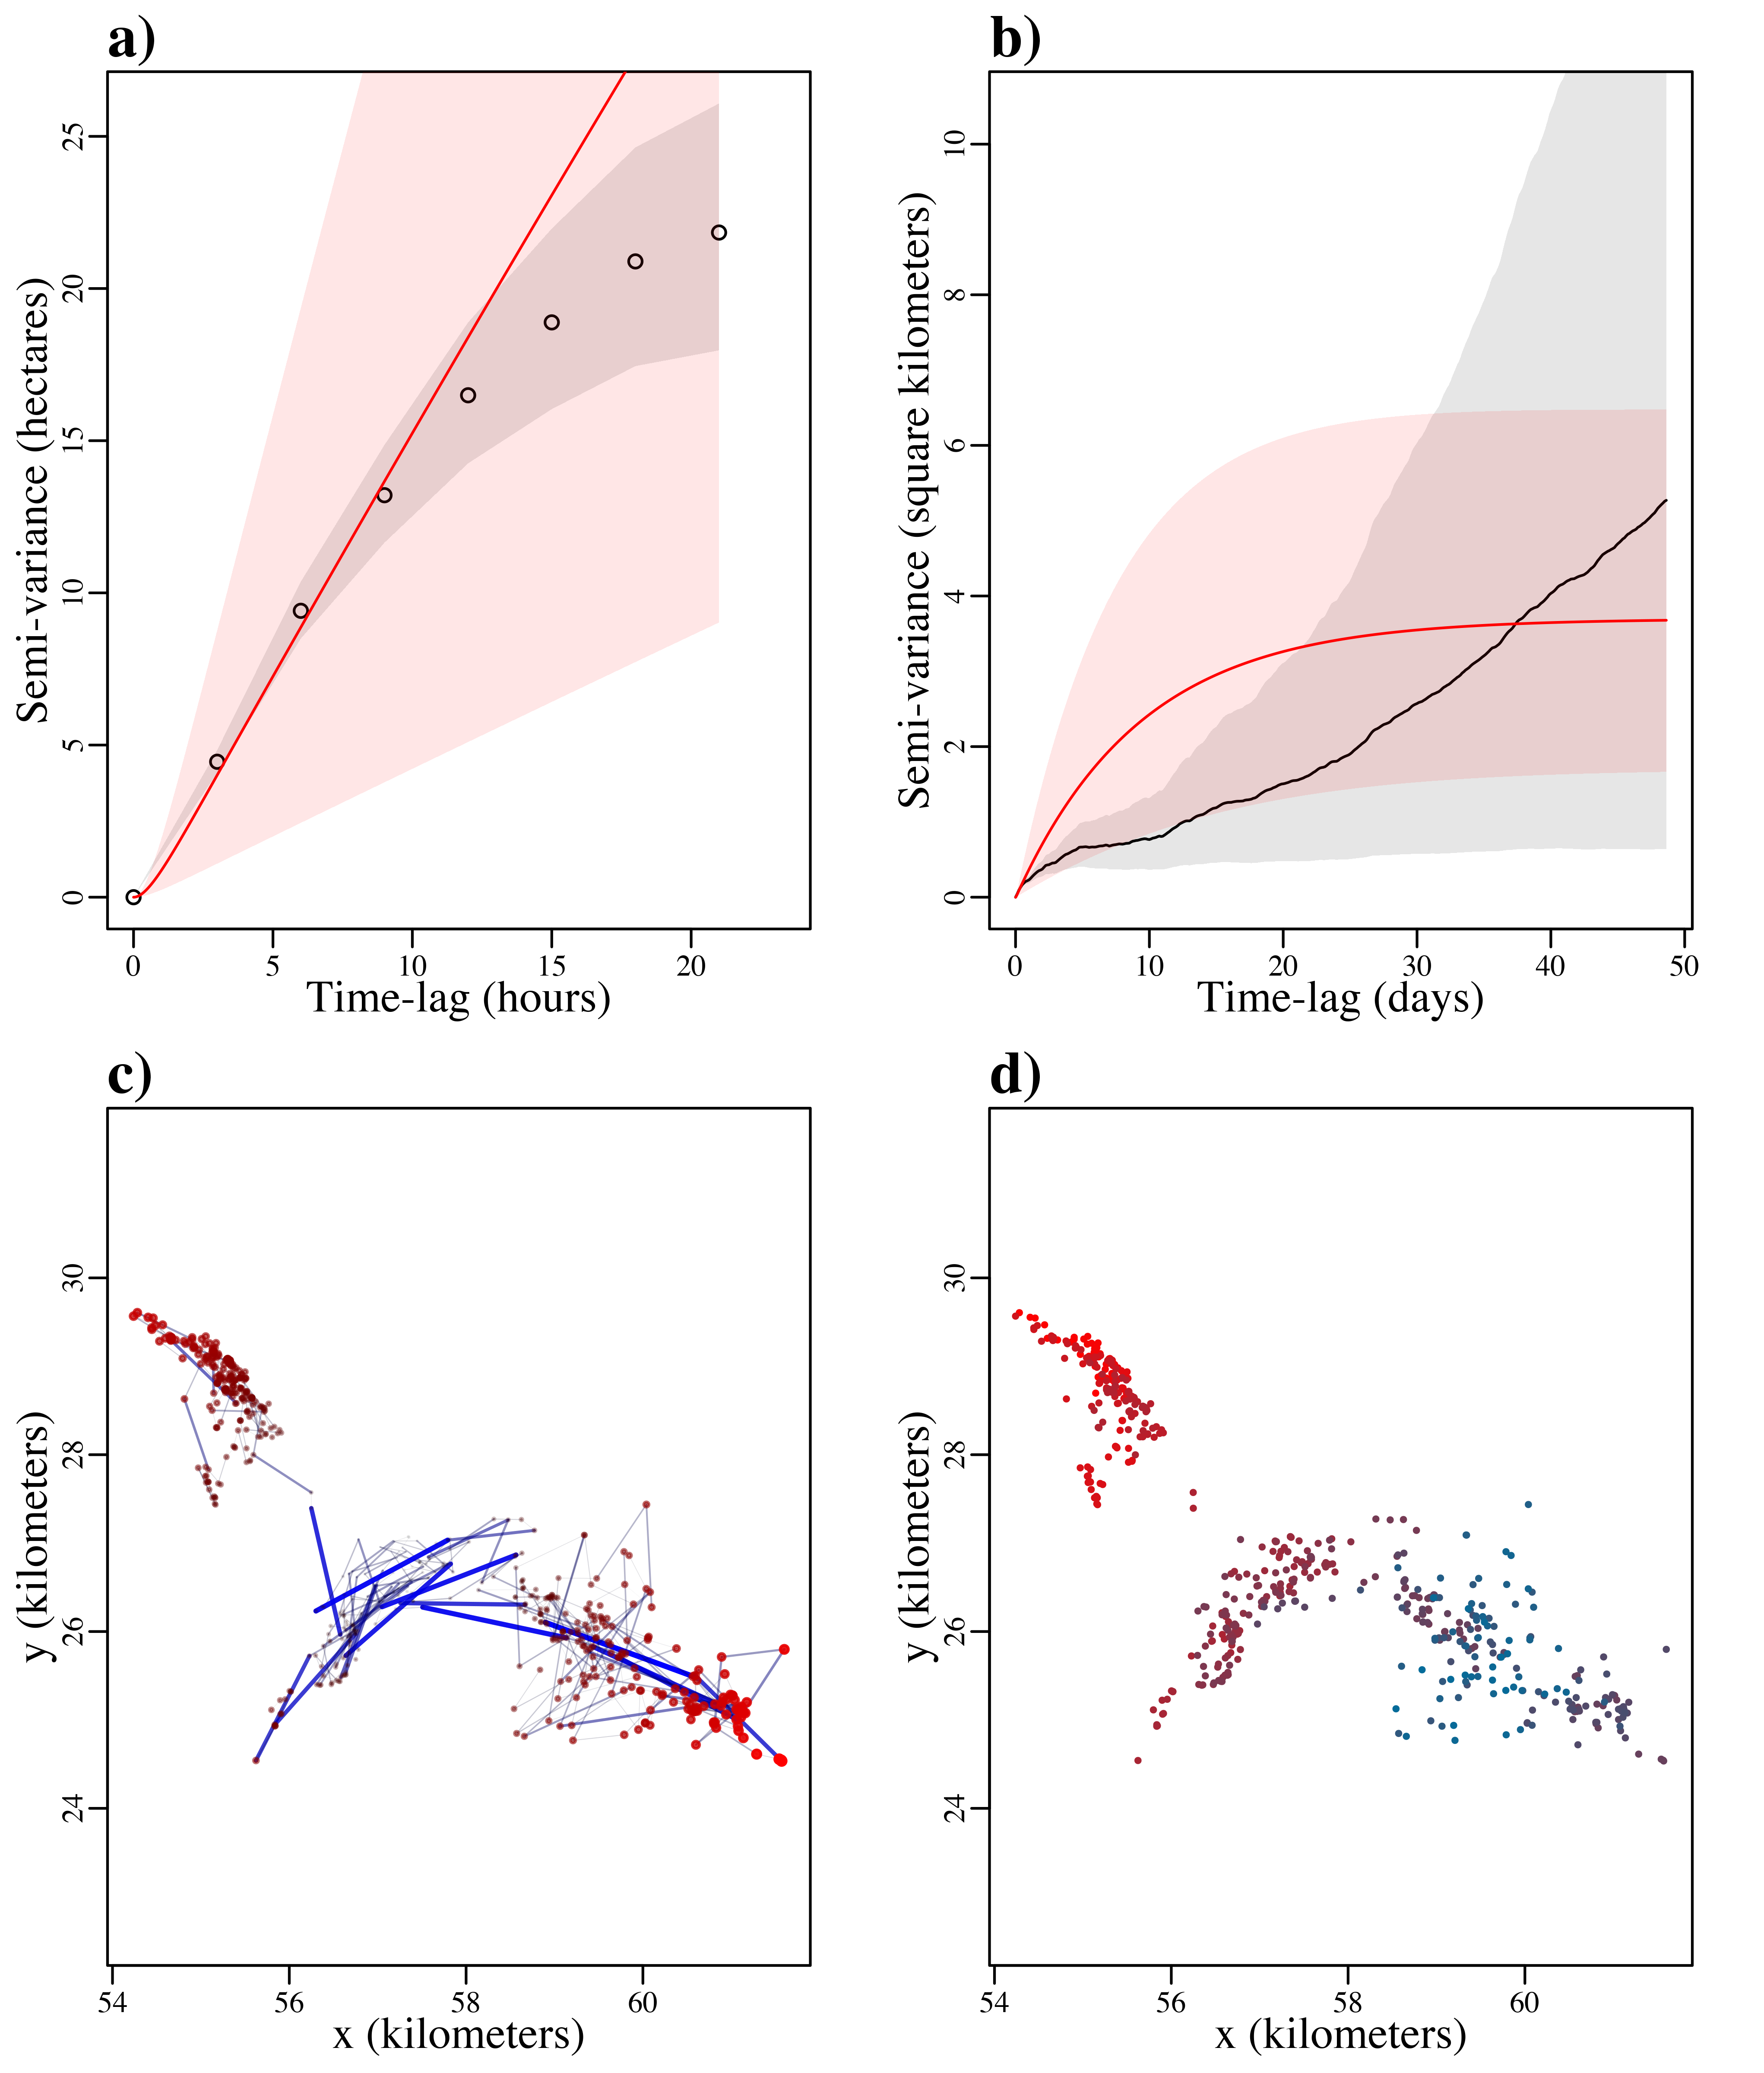 a)
Semi-variance (hectares)
0 5 10 15 20 25
0 5 10 15 20
Time-lag (hours)
b)
Semi-variance (square kilometers)
0 2 4 6 8 10
0 10 20 30 40 50
Time-lag (days)
c)
y (kilometers)
24 26 28 30
54 56 58 60
x (kilometers)
d)
y (kilometers)
24 26 28 30
54 56 58 60
x (kilometers)